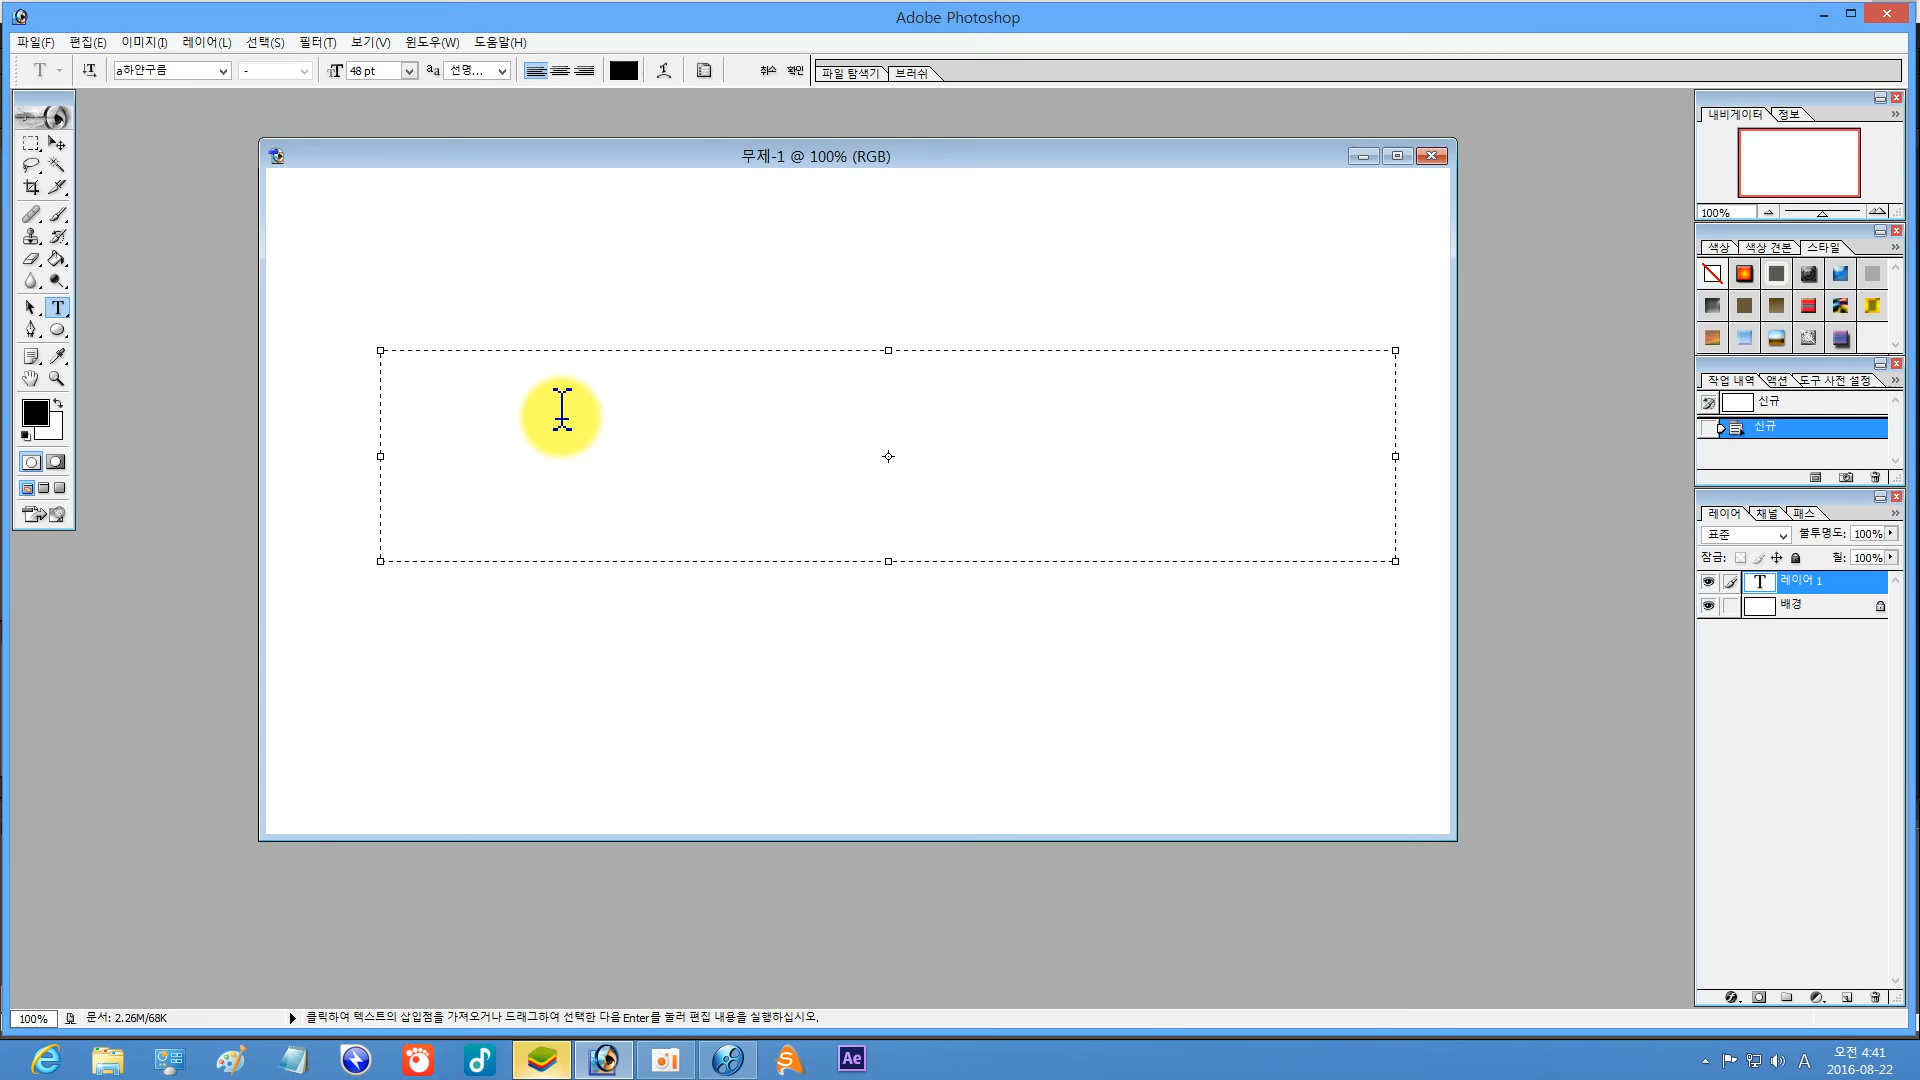 Adobe Photoshop
파일(F) 편집(E) 이미지(I) 레이어(L) 선택(S) 필터(T) 보기(V) 윈도우(W) 도움말(H)
T T a하얀구름 - T 48 pt aa 선명... 취소 확인 파일 탐색기 브러쉬
무제-1 @ 100% (RGB)
내비게이터 정보
100%
색상 색상 견본 스타일
작업 내역 액션 도구 사전 설정
신규
신규
레이어 채널 패스
표준 불투명도: 100%
잠금: 칠: 100%
T 레이어 1
배경
T
100% 문서: 2.26M/68K 클릭하여 텍스트의 삽입점을 가져오거나 드래그하여 선택한 다음 Enter를 눌러 편집 내용을 실행하십시오.
Ae
A
오전 4:41
2016-08-22